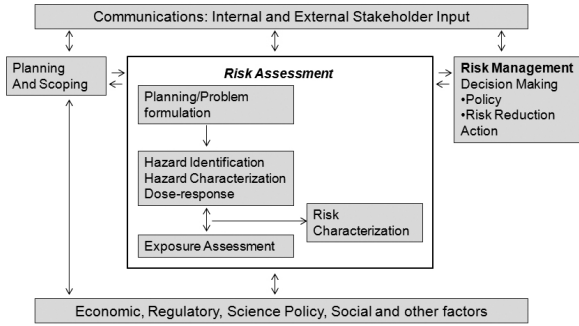 Communications: Internal and External Stakeholder Input
Planning
And Scoping
Risk Assessment
Planning/Problem
formulation
Hazard Identification
Hazard Characterization
Dose-response
Exposure Assessment
Risk
Characterization
Risk Management
Decision Making
•Policy
•Risk Reduction
Action
Economic, Regulatory, Science Policy, Social and other factors